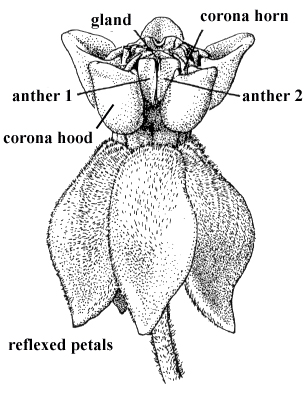 gland
corona horn
anther 1
anther 2
corona hood
reflexed petals